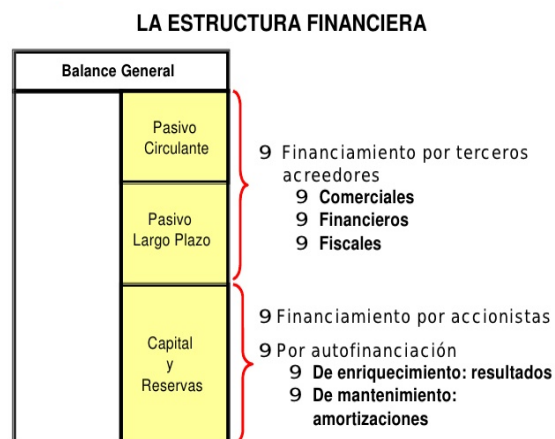 LA ESTRUCTURA FINANCIERA
Balance General
Pasivo
Circulante
Pasivo
Largo Plazo
Capital
y
Reservas
9 Financiamiento por terceros
acreedores
9 Comerciales
9 Financieros
9 Fiscales
9 Financiamiento por accionistas
9 Por autofinanciación
9 De enriquecimiento: resultados
9 De mantenimiento:
amortizaciones